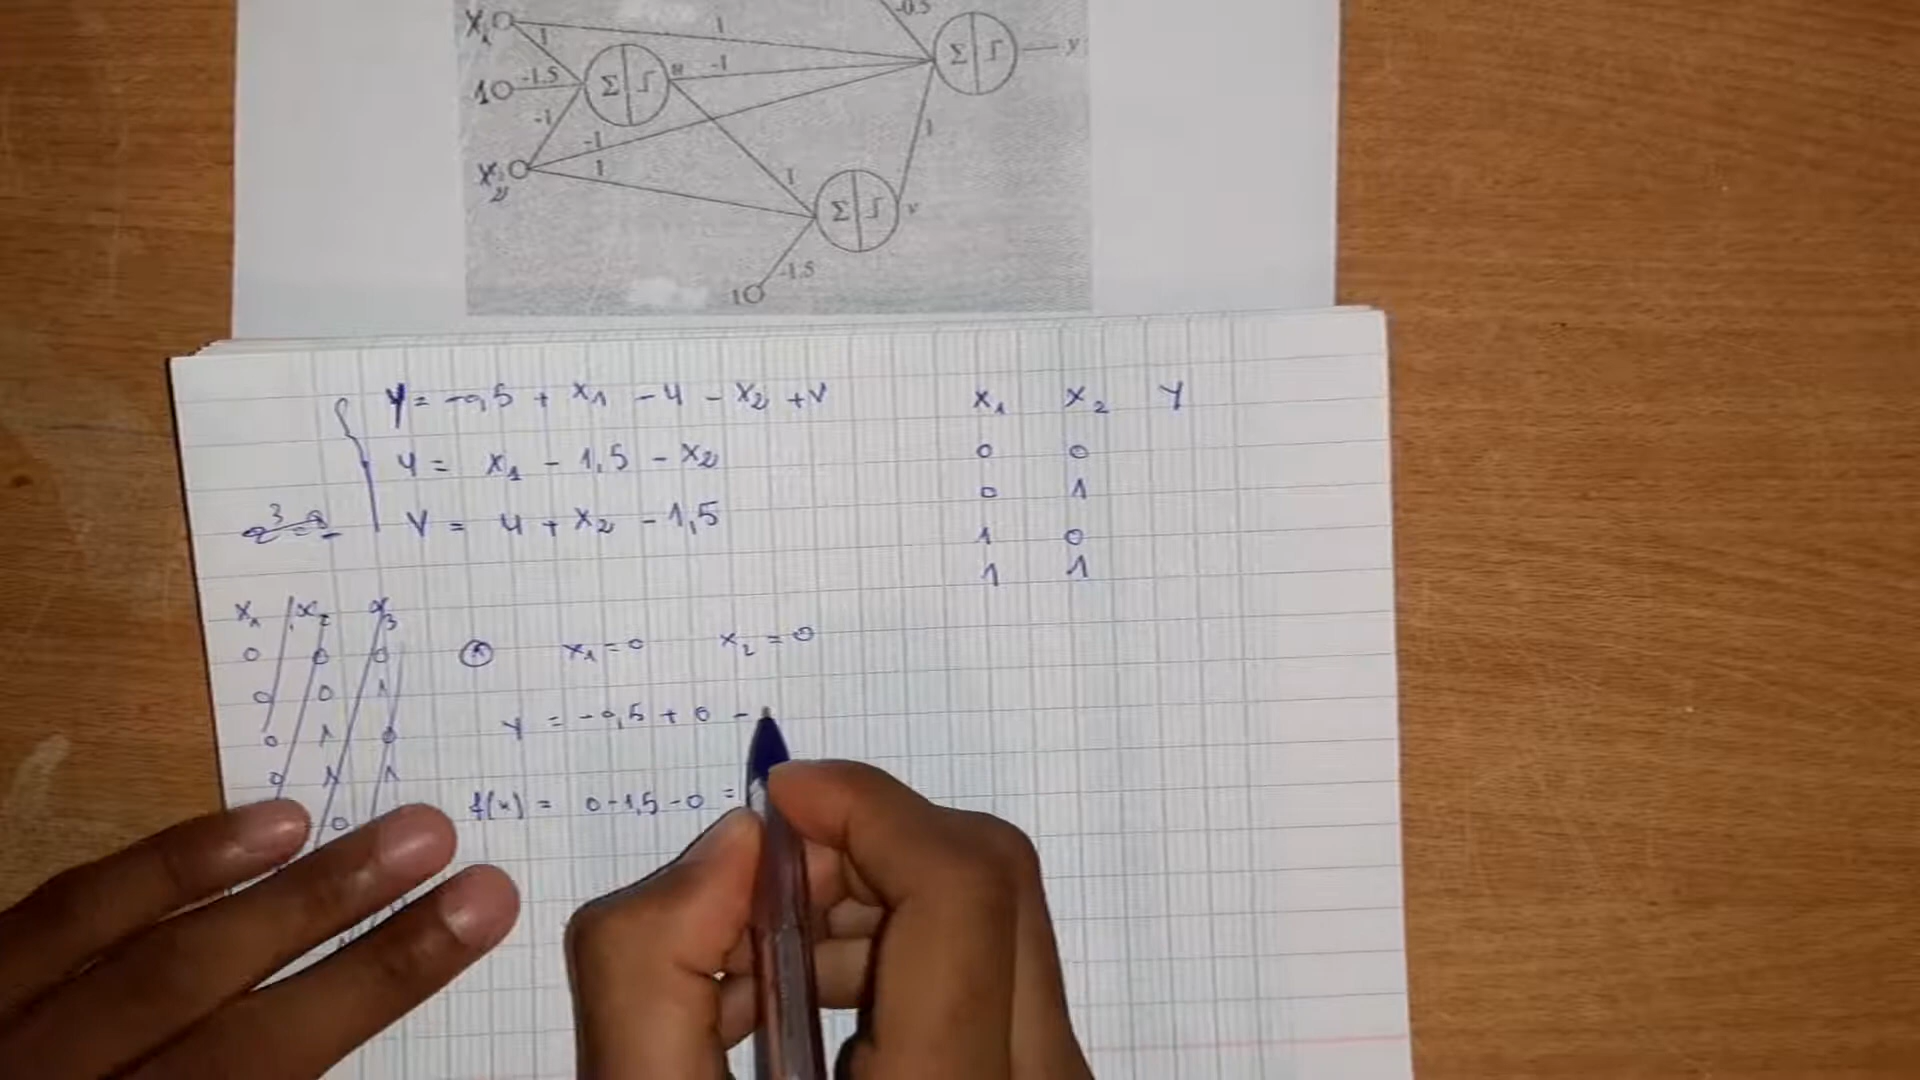 -0.5
X₁ 1 1
1 -1.5 Σ u -1 Σ y
-1
-1
X₂ 1 1 1
Σ v
-1.5
1
Y = -0,5 + X₁ - u - X₂ + V
u = X₁ - 1,5 - X₂
V = u + X₂ - 1,5
X₁ X₂ Y
0 0
0 1
1 0
1 1
X₁ x₂ x₃
0 0 0
0 0 1
0 1 0
0 1 1
0
x₁ = 0 x₂ = 0
Y = -0,5 + 0 -
f(u) = 0 - 1,5 - 0 =